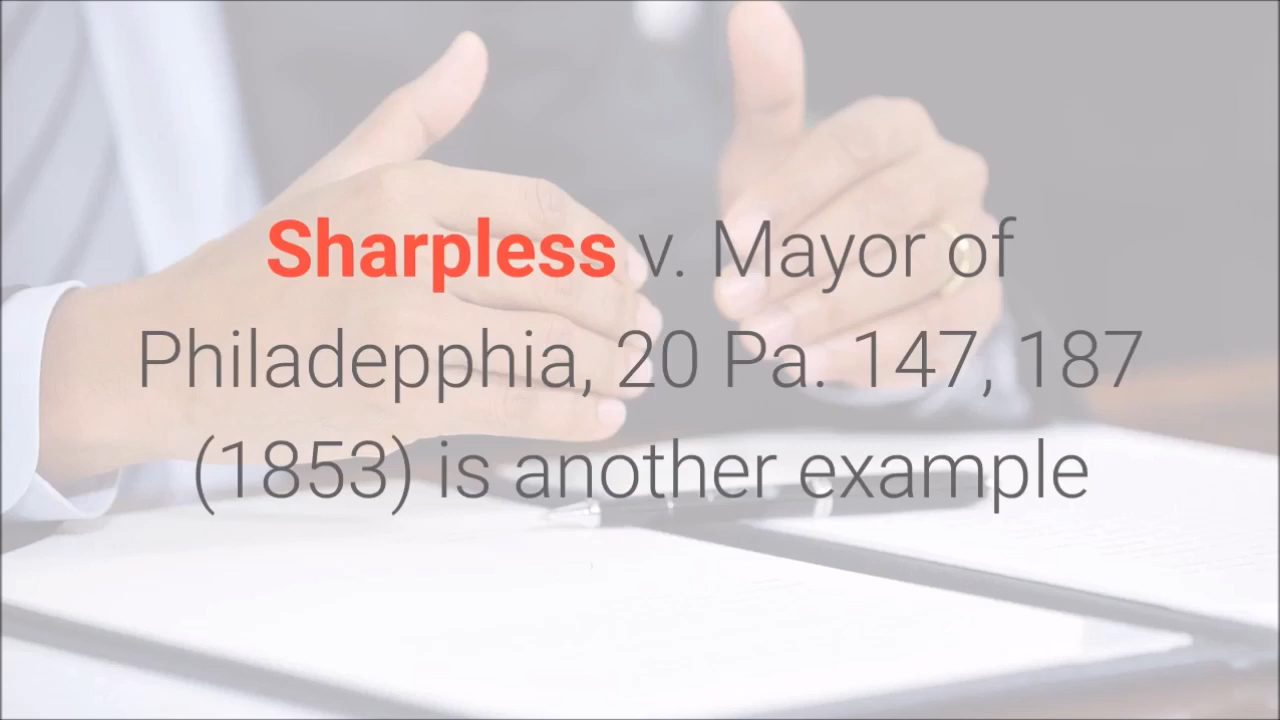 Sharpless v. Mayor of
Philadepphia, 20 Pa. 147, 187
(1853) is another example